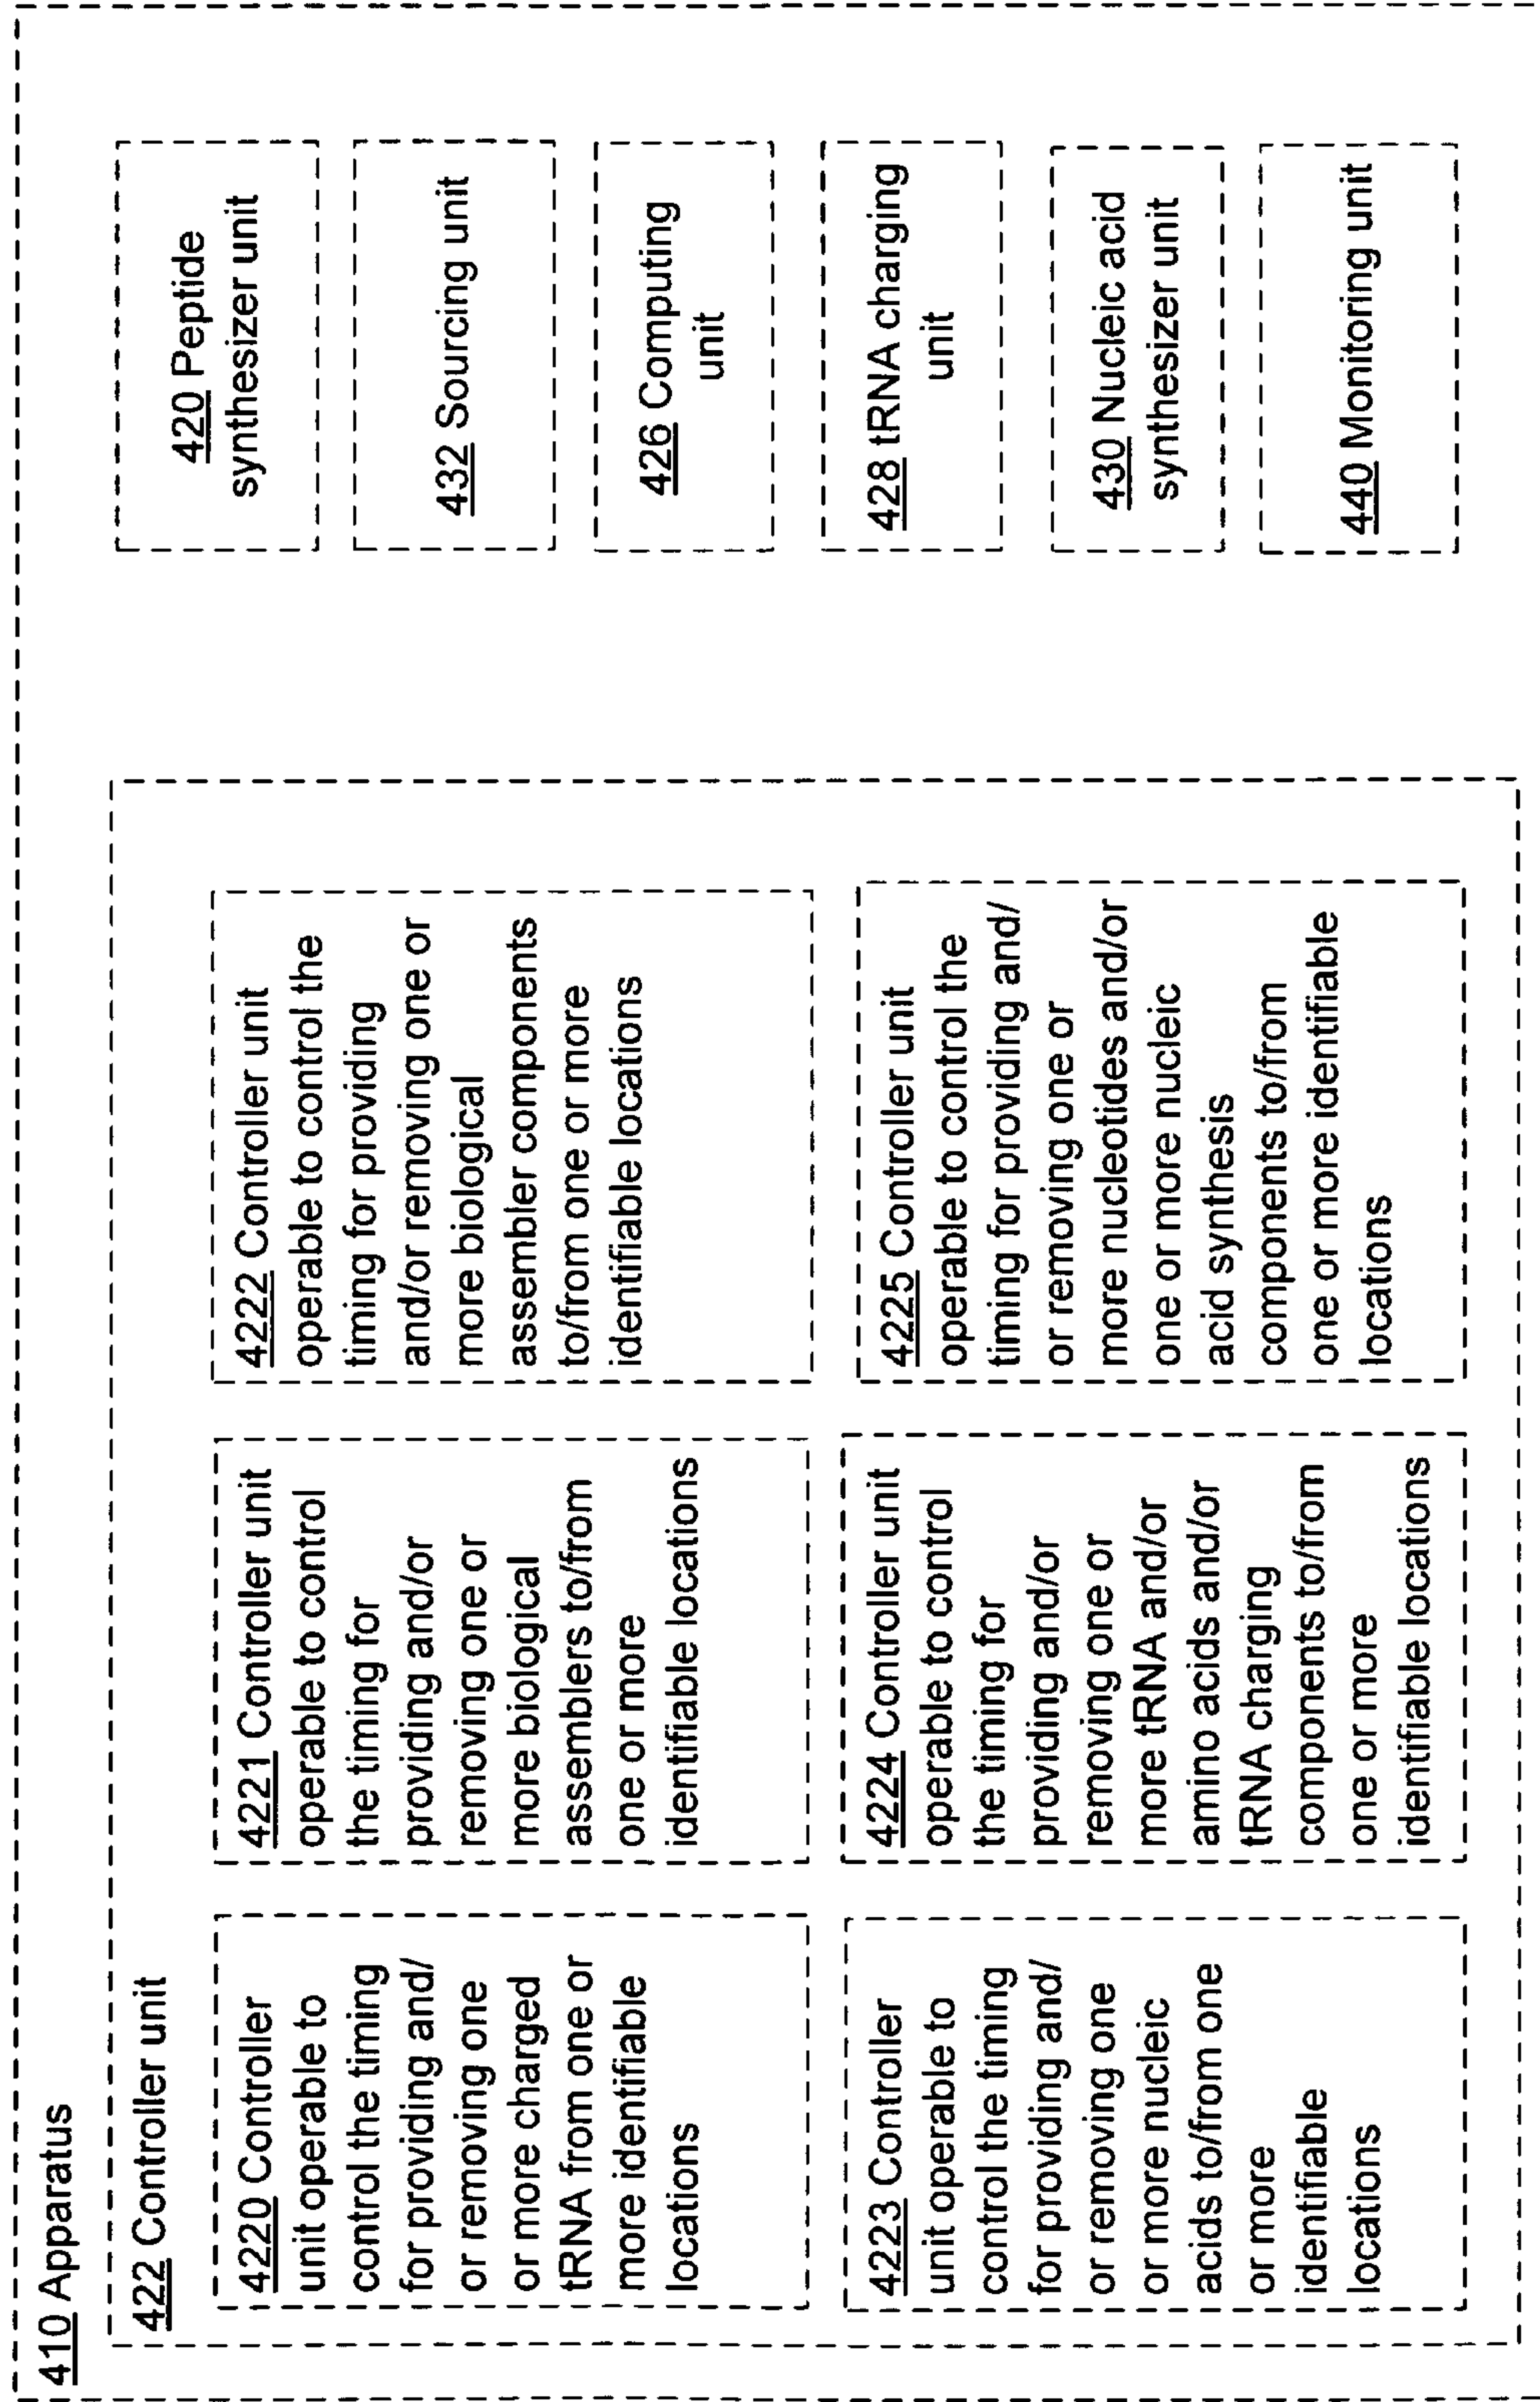 410 Apparatus
422 Controller unit
4220 Controller
unit operable to
control the timing
for providing and/
or removing one
or more charged
tRNA from one or
more identifiable
locations
4221 Controller unit
operable to control
the timing for
providing and/or
removing one or
more biological
assemblers to/from
one or more
identifiable locations
4222 Controller unit
operable to control the
timing for providing
and/or removing one or
more biological
assembler components
to/from one or more
identifiable locations
4223 Controller
unit operable to
control the timing
for providing and/
or removing one
or more nucleic
acids to/from one
or more
identifiable
locations
4224 Controller unit
operable to control
the timing for
providing and/or
removing one or
more tRNA and/or
amino acids and/or
tRNA charging
components to/from
one or more
identifiable locations
4225 Controller unit
operable to control the
timing for providing and/
or removing one or
more nucleotides and/or
one or more nucleic
acid synthesis
components to/from
one or more identifiable
locations
420 Peptide
synthesizer unit
432 Sourcing unit
426 Computing
unit
428 tRNA charging
unit
430 Nucleic acid
synthesizer unit
440 Monitoring unit